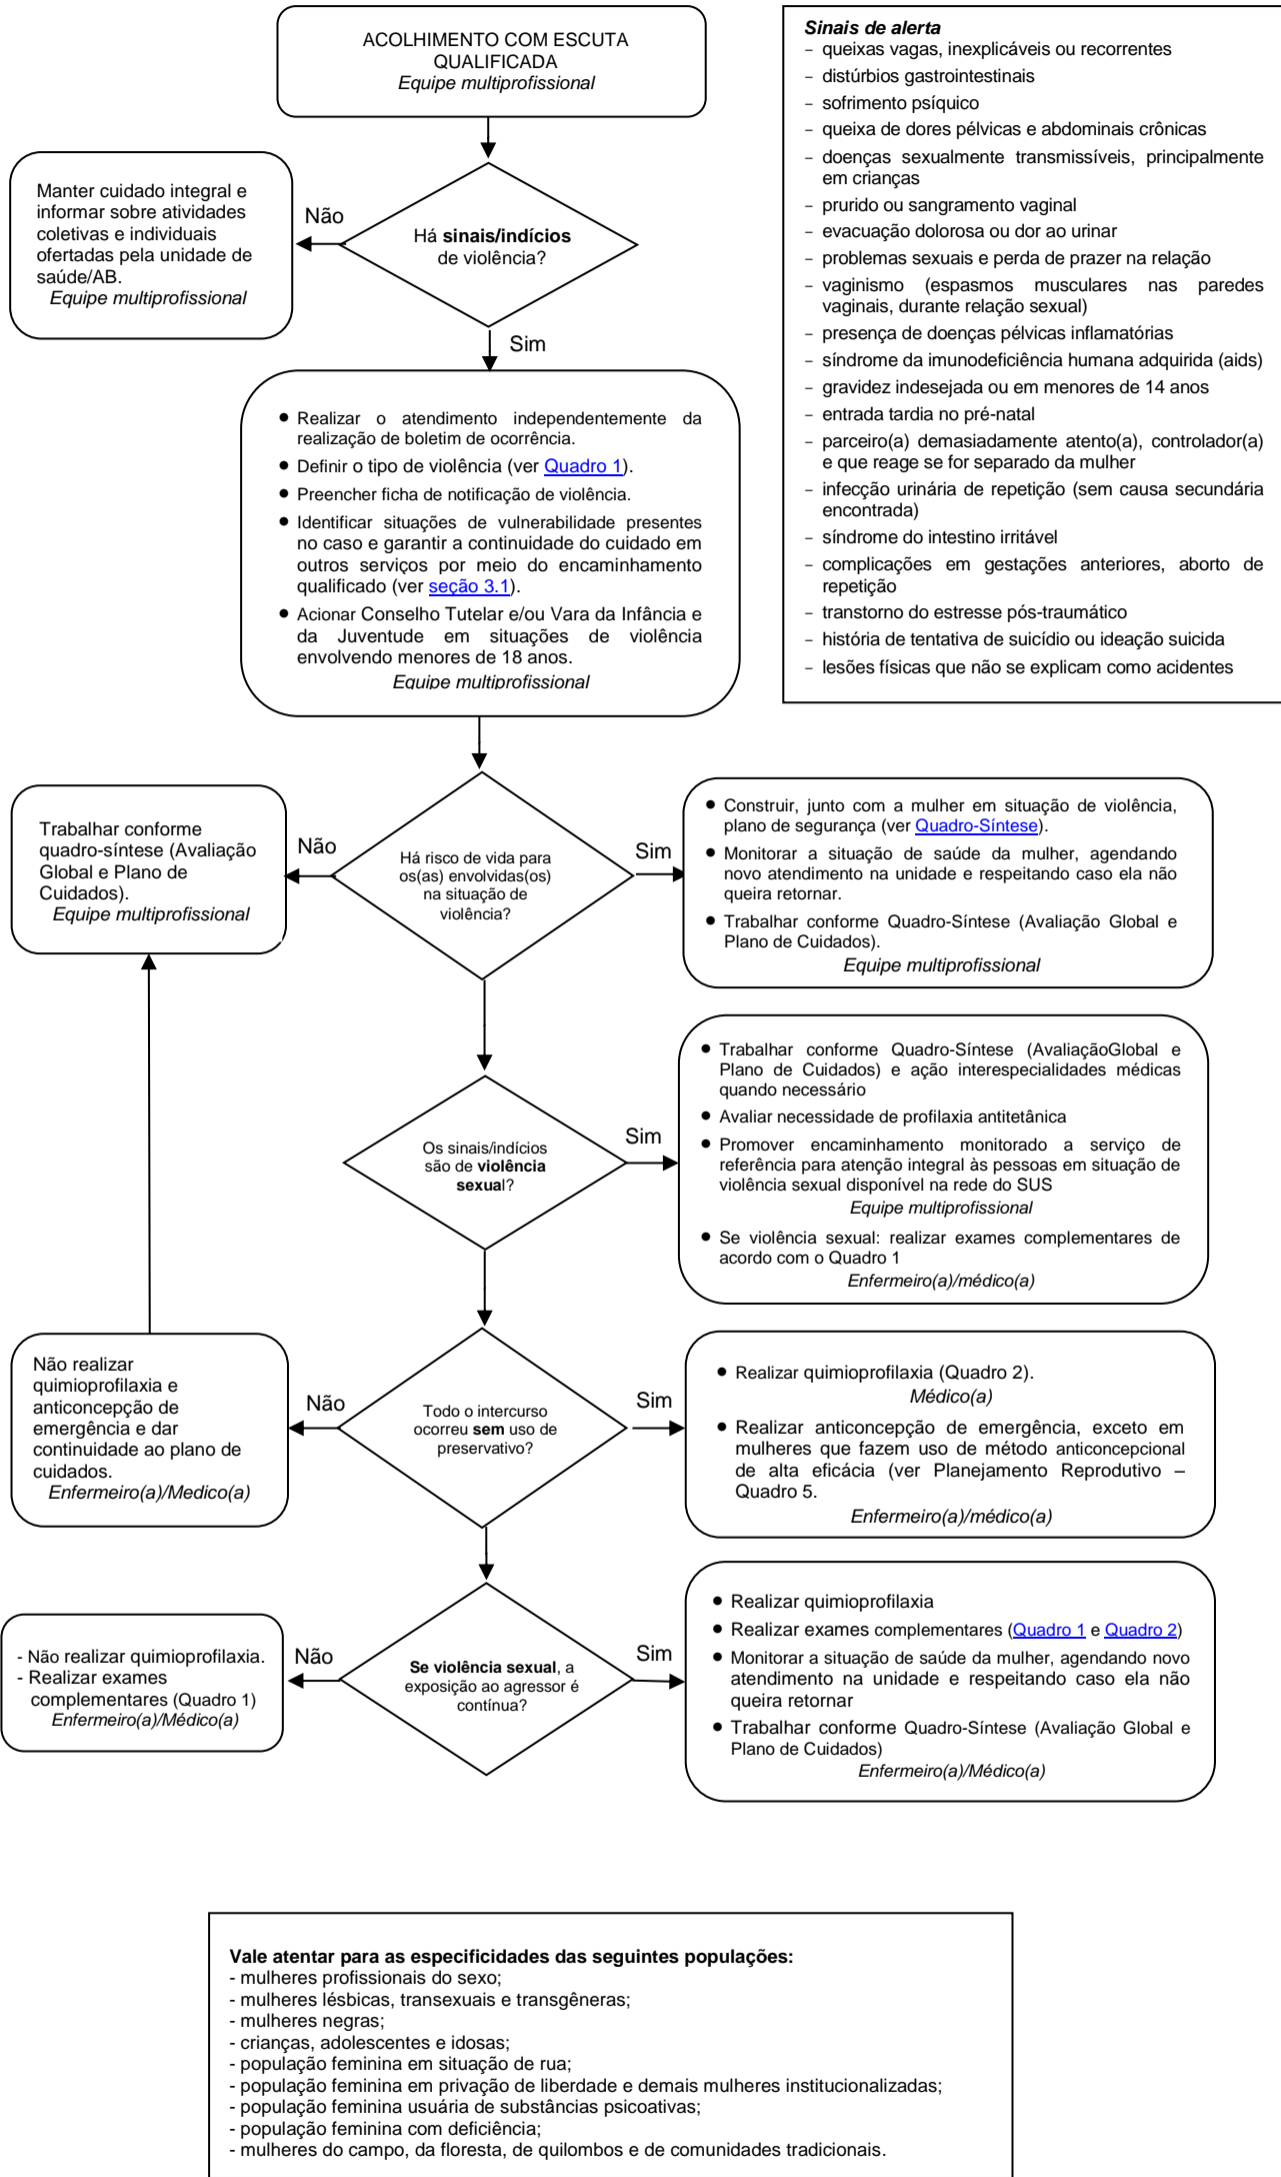 ACOLHIMENTO COM ESCUTA
QUALIFICADA
Equipe multiprofissional
Sinais de alerta
– queixas vagas, inexplicáveis ou recorrentes
– distúrbios gastrointestinais
– sofrimento psíquico
– queixa de dores pélvicas e abdominais crônicas
– doenças sexualmente transmissíveis, principalmente
em crianças
– prurido ou sangramento vaginal
– evacuação dolorosa ou dor ao urinar
– problemas sexuais e perda de prazer na relação
– vaginismo (espasmos musculares nas paredes
vaginais, durante relação sexual)
– presença de doenças pélvicas inflamatórias
– síndrome da imunodeficiência humana adquirida (aids)
– gravidez indesejada ou em menores de 14 anos
– entrada tardia no pré-natal
– parceiro(a) demasiadamente atento(a), controlador(a)
e que reage se for separado da mulher
– infecção urinária de repetição (sem causa secundária
encontrada)
– síndrome do intestino irritável
– complicações em gestações anteriores, aborto de
repetição
– transtorno do estresse pós-traumático
– história de tentativa de suicídio ou ideação suicida
– lesões físicas que não se explicam como acidentes
Manter cuidado integral e
informar sobre atividades
coletivas e individuais
ofertadas pela unidade de
saúde/AB.
Equipe multiprofissional
Não
Há sinais/indícios
de violência?
Sim
● Realizar o atendimento independentemente da
realização de boletim de ocorrência.
● Definir o tipo de violência (ver Quadro 1).
● Preencher ficha de notificação de violência.
● Identificar situações de vulnerabilidade presentes
no caso e garantir a continuidade do cuidado em
outros serviços por meio do encaminhamento
qualificado (ver seção 3.1).
● Acionar Conselho Tutelar e/ou Vara da Infância e
da Juventude em situações de violência
envolvendo menores de 18 anos.
Equipe multiprofissional
Trabalhar conforme
quadro-síntese (Avaliação
Global e Plano de
Cuidados).
Equipe multiprofissional
Não
Há risco de vida para
os(as) envolvidas(os)
na situação de
violência?
Sim
● Construir, junto com a mulher em situação de violência,
plano de segurança (ver Quadro-Síntese).
● Monitorar a situação de saúde da mulher, agendando
novo atendimento na unidade e respeitando caso ela não
queira retornar.
● Trabalhar conforme Quadro-Síntese (Avaliação Global e
Plano de Cuidados).
Equipe multiprofissional
Os sinais/indícios
são de violência
sexual?
Sim
● Trabalhar conforme Quadro-Síntese (AvaliaçãoGlobal e
Plano de Cuidados) e ação interespecialidades médicas
quando necessário
● Avaliar necessidade de profilaxia antitetânica
● Promover encaminhamento monitorado a serviço de
referência para atenção integral às pessoas em situação de
violência sexual disponível na rede do SUS
Equipe multiprofissional
● Se violência sexual: realizar exames complementares de
acordo com o Quadro 1
Enfermeiro(a)/médico(a)
Não realizar
quimioprofilaxia e
anticoncepção de
emergência e dar
continuidade ao plano de
cuidados.
Enfermeiro(a)/Medico(a)
Não
Todo o intercurso
ocorreu sem uso de
preservativo?
Sim
● Realizar quimioprofilaxia (Quadro 2).
Médico(a)
● Realizar anticoncepção de emergência, exceto em
mulheres que fazem uso de método anticoncepcional
de alta eficácia (ver Planejamento Reprodutivo –
Quadro 5.
Enfermeiro(a)/médico(a)
- Não realizar quimioprofilaxia.
- Realizar exames
complementares (Quadro 1)
Enfermeiro(a)/Médico(a)
Não
Se violência sexual, a
exposição ao agressor é
contínua?
Sim
● Realizar quimioprofilaxia
● Realizar exames complementares (Quadro 1 e Quadro 2)
● Monitorar a situação de saúde da mulher, agendando novo
atendimento na unidade e respeitando caso ela não
queira retornar
● Trabalhar conforme Quadro-Síntese (Avaliação Global e
Plano de Cuidados)
Enfermeiro(a)/Médico(a)
Vale atentar para as especificidades das seguintes populações:
- mulheres profissionais do sexo;
- mulheres lésbicas, transexuais e transgêneras;
- mulheres negras;
- crianças, adolescentes e idosas;
- população feminina em situação de rua;
- população feminina em privação de liberdade e demais mulheres institucionalizadas;
- população feminina usuária de substâncias psicoativas;
- população feminina com deficiência;
- mulheres do campo, da floresta, de quilombos e de comunidades tradicionais.